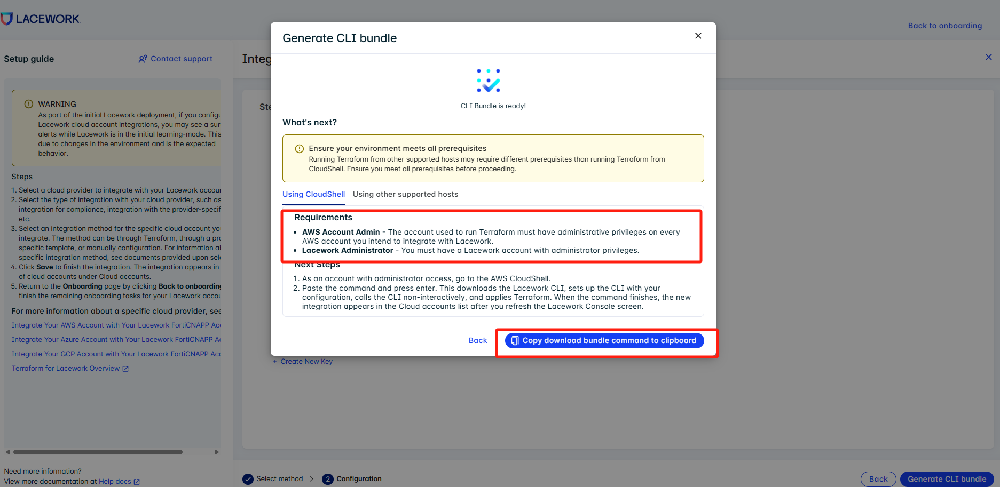 LACEWORK
Back to onboarding
Setup guide
Contact support
WARNING
As part of the initial Lacework deployment, if you
Lacework cloud account integrations, you may see a
alerts while Lacework is in the initial learning-mode. This
due to changes in the environment and is the expected
behavior.
Steps
1. Select a cloud provider to integrate with your Lacework
2. Select the type of integration with your cloud provider, such as
integration for compliance, integration with the
etc.
3. Select an integration method for the specific cloud account
integrate. The method can be through Terraform, through a
specific template, or manually configuration. For information
specific integration method, see documents provided upon
4. Click Save to finish the integration. The integration appears in
of cloud accounts under Cloud accounts.
5. Return to the Onboarding page by clicking Back to onboarding
finish the remaining onboarding tasks for your Lacework
For more information about a specific cloud provider, see
Integrate Your AWS Account with Your Lacework FortiCNAPP
Integrate Your Azure Account with Your Lacework FortiCNAPP
Integrate Your GCP Account with Your Lacework FortiCNAPP
Terraform for Lacework Overview
Need more information?
View more documentation at Help docs
Generate CLI bundle
CLI Bundle is ready!
What's next?
Ensure your environment meets all prerequisites
Running Terraform from other supported hosts may require different prerequisites than running Terraform from
CloudShell. Ensure you meet all prerequisites before proceeding.
Using CloudShell Using other supported hosts
Requirements
• AWS Account Admin - The account used to run Terraform must have administrative privileges on every
AWS account you intend to integrate with Lacework.
• Lacework Administrator - You must have a Lacework account with administrator privileges.
Next Steps
1. As an account with administrator access, go to the AWS CloudShell.
2. Paste the command and press enter. This downloads the Lacework CLI, sets up the CLI with your
configuration, calls the CLI non-interactively, and applies Terraform. When the command finishes, the new
integration appears in the Cloud accounts list after you refresh the Lacework Console screen.
Back
Copy download bundle command to clipboard
+ Create New Key
Select method
2 Configuration
Back
Generate CLI bundle